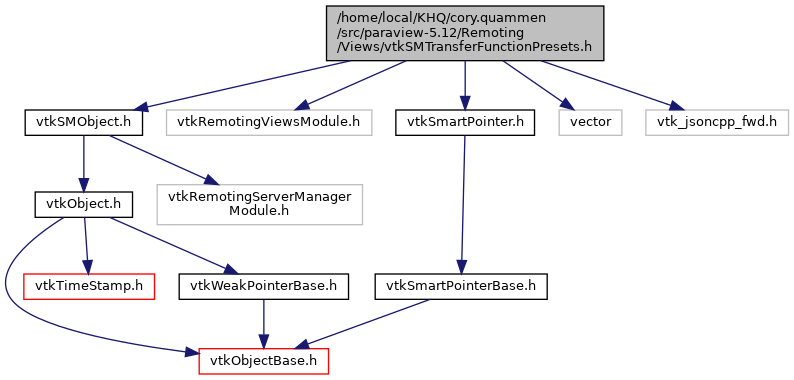 /home/local/KHQ/cory.quammen
/src/paraview-5.12/Remoting
/Views/vtkSMTransferFunctionPresets.h
vtkSMObject.h
vtkRemotingViewsModule.h
vtkSmartPointer.h
vector
vtk_jsoncpp_fwd.h
vtkObject.h
vtkRemotingServerManager
Module.h
vtkTimeStamp.h
vtkWeakPointerBase.h
vtkSmartPointerBase.h
vtkObjectBase.h